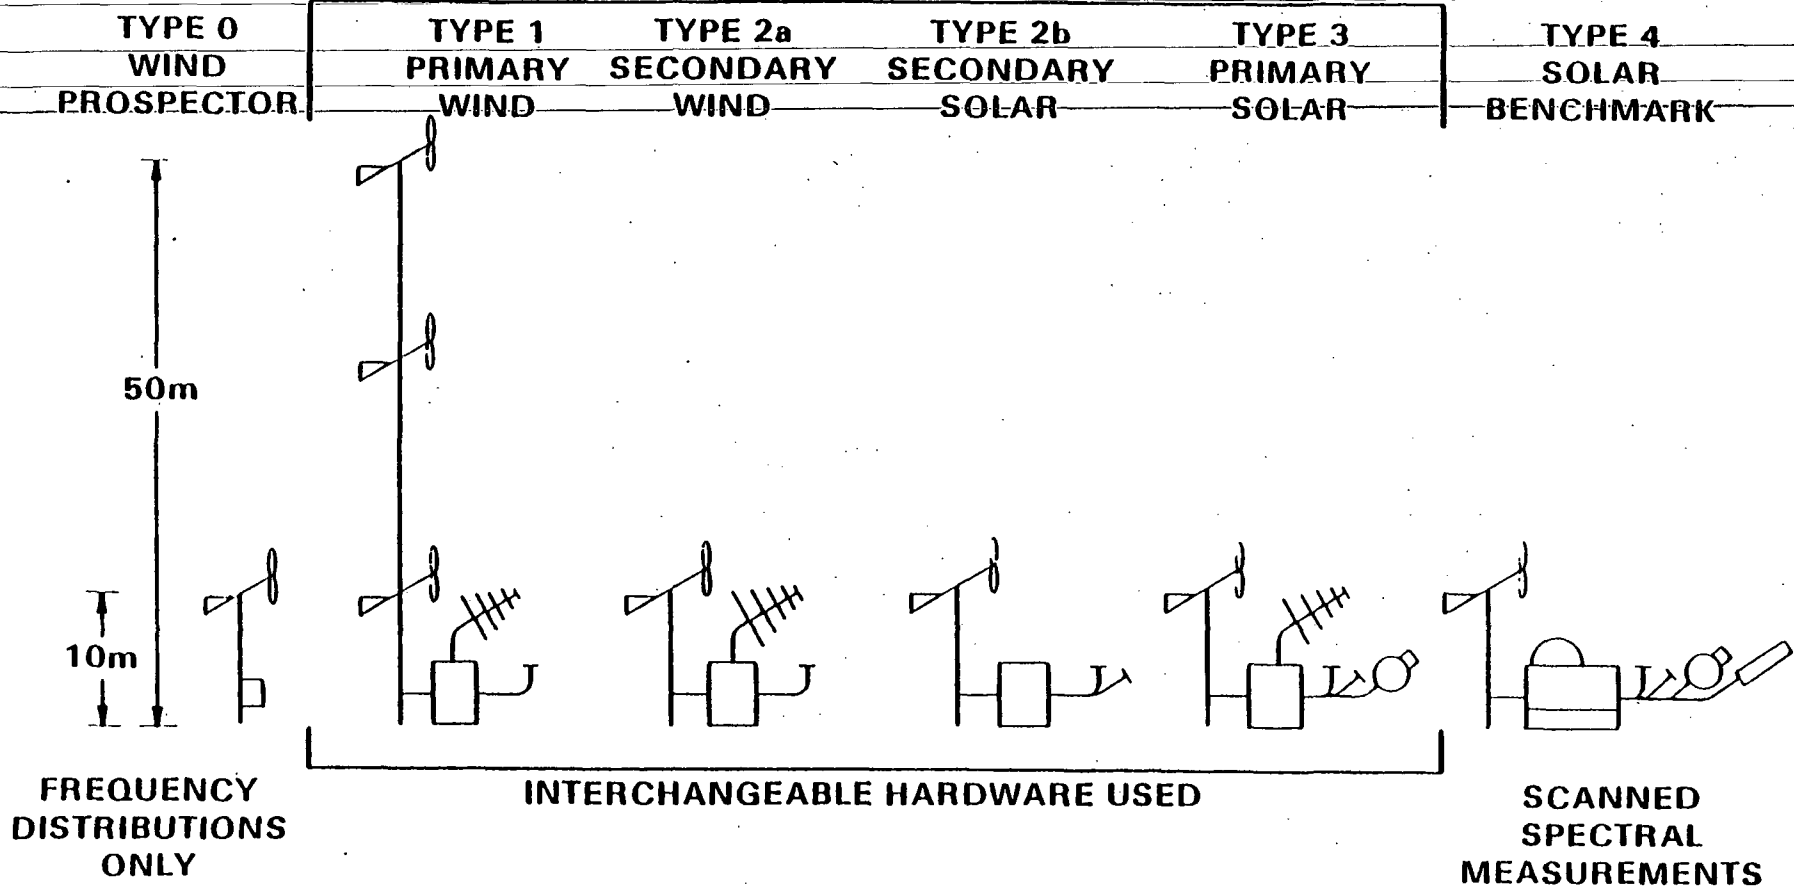 TYPE 0
WIND
PROSPECTOR
TYPE 1
PRIMARY
WIND
TYPE 2a
SECONDARY
WIND
TYPE 2b
SECONDARY
SOLAR
TYPE 3
PRIMARY
SOLAR
TYPE 4
SOLAR
BENCHMARK
50m
10m
FREQUENCY
DISTRIBUTIONS
ONLY
INTERCHANGEABLE HARDWARE USED
SCANNED
SPECTRAL
MEASUREMENTS